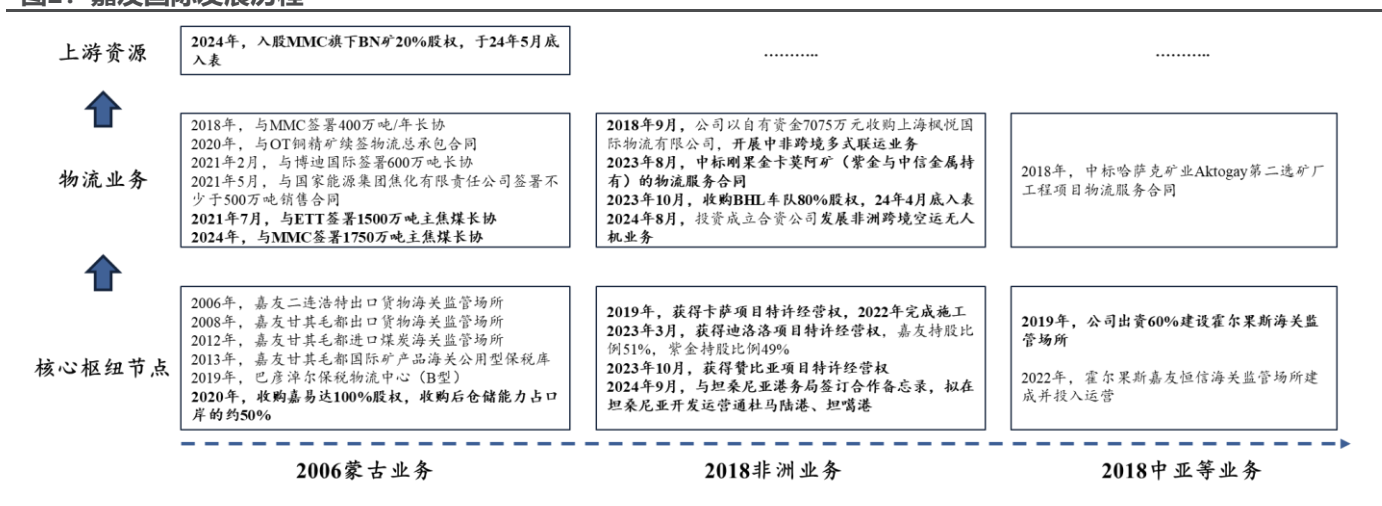 图2：嘉友国际发展历程
上游资源
2024年，入股MMC旗下BN矿20%股权，于24年5月底
入表
………..
………..
物流业务
2018年，与MMC签署400万吨/年长协
2020年，与OT铜精矿续签物流总承包合同
2021年2月，与博迪国际签署600万吨长协
2021年5月，与国家能源集团焦化有限责任公司签署不
少于500万吨销售合同
2021年7月，与ETT签署1500万吨主焦煤长协
2024年，与MMC签署1750万吨主焦煤长协
2018年9月，公司以自有资金7075万元收购上海枫悦国
际物流有限公司，开展中非跨境多式联运业务
2023年8月，中标刚果金卡莫阿矿（紫金与中信金属持
有）的物流服务合同
2023年10月，收购BHL车队80%股权，24年4月底入表
2024年8月，投资成立合资公司发展非洲跨境空运无人
机业务
2018年，中标哈萨克矿业Aktogay第二选矿厂
工程项目物流服务合同
核心枢纽节点
2006年，嘉友二连浩特出口货物海关监管场所
2008年，嘉友甘其毛都出口货物海关监管场所
2012年，嘉友甘其毛都进口煤炭海关监管场所
2013年，嘉友甘其毛都国际矿产品海关公用型保税库
2019年，巴彦淖尔保税物流中心（B型）
2020年，收购嘉易达100%股权，收购后仓储能力占口
岸的约50%
2019年，获得卡萨项目特许经营权，2022年完成施工
2023年3月，获得迪洛洛项目特许经营权，嘉友持股比
例51%，紫金持股比例49%
2023年10月，获得赞比亚项目特许经营权
2024年9月，与坦桑尼亚港务局签订合作备忘录，拟在
坦桑尼亚开发运营通杜马陆港、坦噶港
2019年，公司出资60%建设霍尔果斯海关监
管场所
2022年，霍尔果斯嘉友恒信海关监管场所建
成并投入运营
2006蒙古业务
2018非洲业务
2018中亚等业务